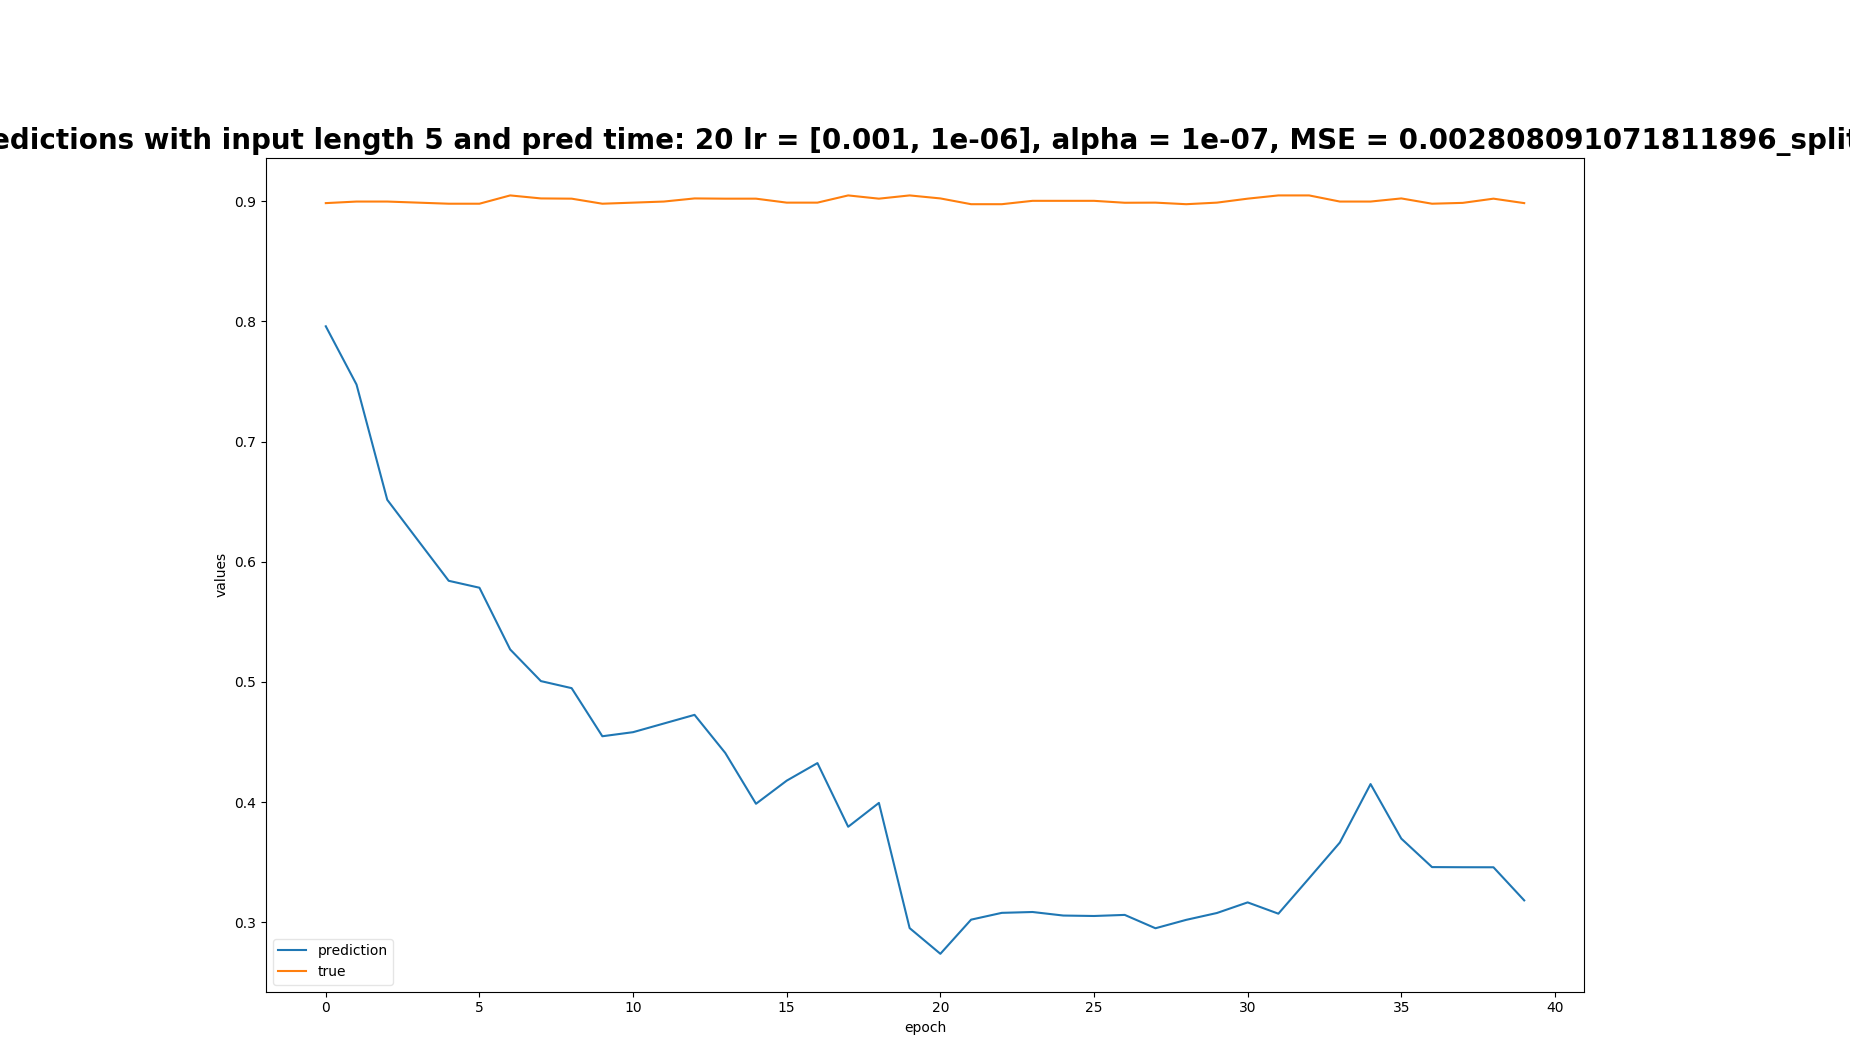 edictions with input length 5 and pred time: 20 lr = [0.001, 1e-06], alpha = 1e-07, MSE = 0.002808091071811896_split
0.9
0.8
0.7
0.6
0.5
0.4
0.3
values
prediction
true
0 5 10 15 20 25 30 35 40
epoch